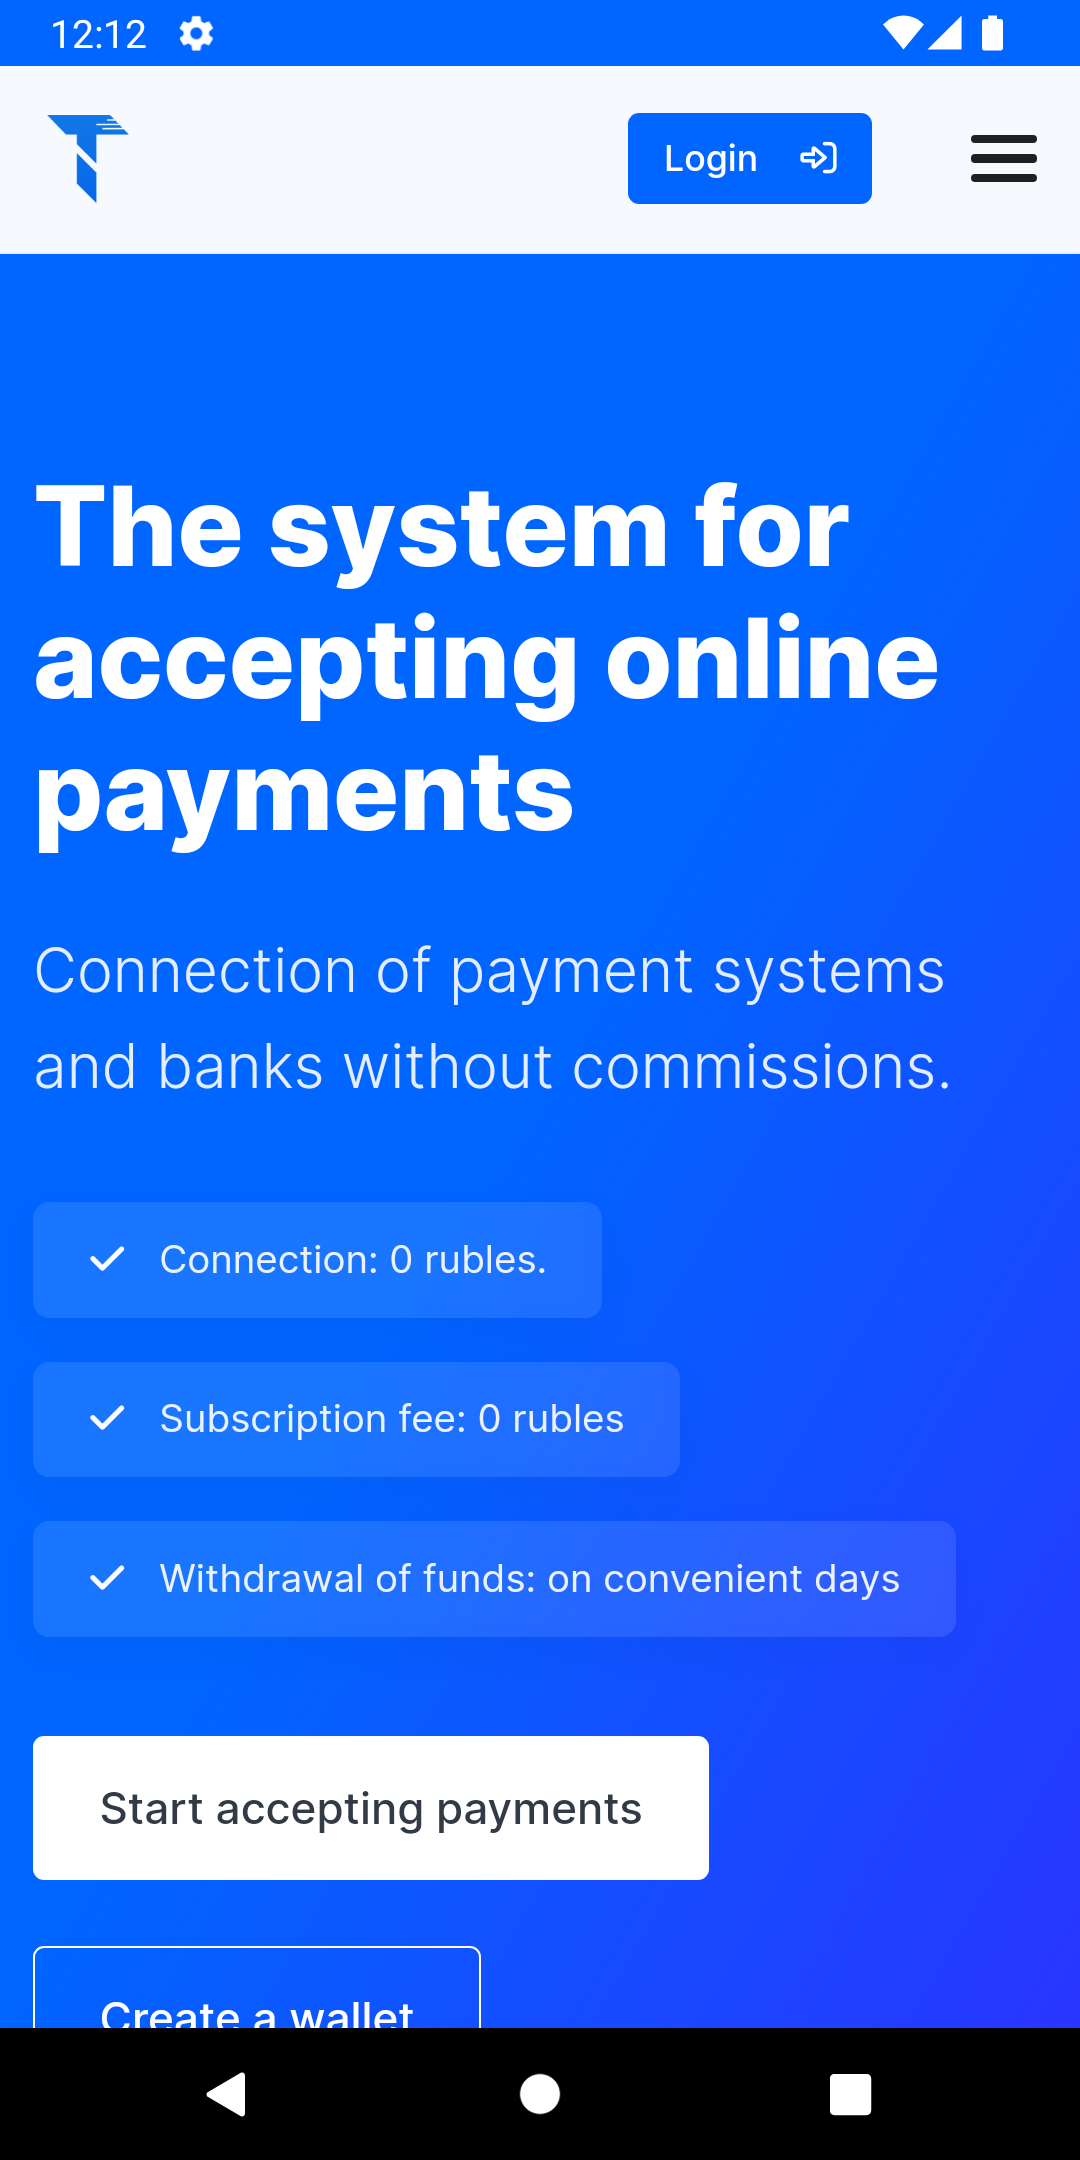 12:12
Login
The system for
accepting online
payments
Connection of payment systems
and banks without commissions.
Connection: 0 rubles.
Subscription fee: 0 rubles
Withdrawal of funds: on convenient days
Start accepting payments
Create a wallet